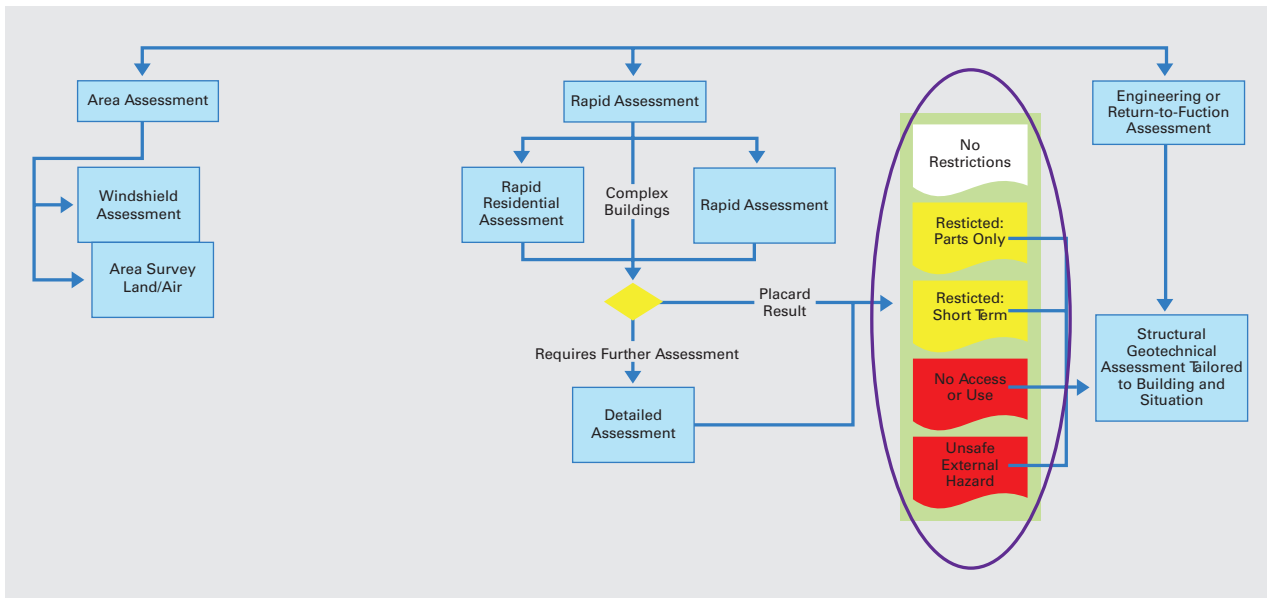 Area Assessment
Windshield
Assessment
Area Survey
Land/Air
Rapid Assessment
Rapid
Residential
Assessment
Complex
Buildings
Rapid Assessment
Placard
Result
Requires Further Assessment
Detailed
Assessment
No
Restrictions
Resticted:
Parts Only
Resticted:
Short Term
No Access
or Use
Unsafe
External
Hazard
Engineering or
Return-to-Fuction
Assessment
Structural
Geotechnical
Assessment Tailored
to Building and
Situation